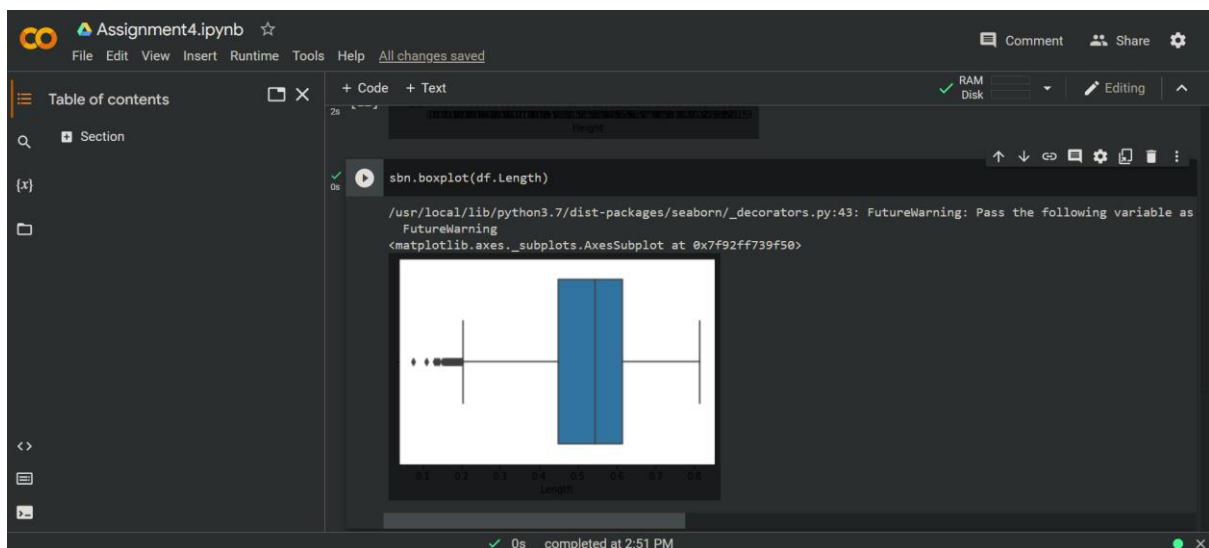 Assignment4.ipynb
File Edit View Insert Runtime Tools Help All changes saved
Comment Share
Table of contents
+ Code + Text
RAM
Disk
Editing
Section
2s
Height
{x}
0s
sbn.boxplot(df.Length)
/usr/local/lib/python3.7/dist-packages/seaborn/_decorators.py:43: FutureWarning: Pass the following variable as
FutureWarning
<matplotlib.axes._subplots.AxesSubplot at 0x7f92ff739f50>
0.1 0.2 0.3 0.4 0.5 0.6 0.7 0.8
Length
0s completed at 2:51 PM